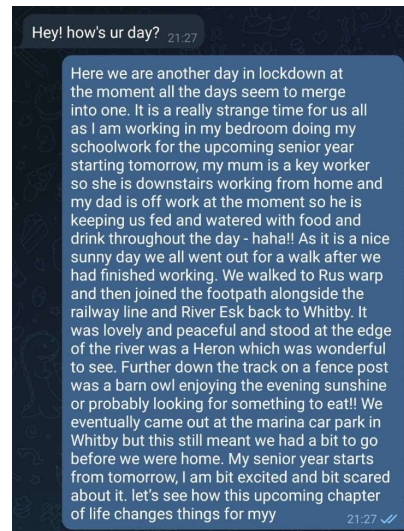 Hey! how's ur day? 21:27
Here we are another day in lockdown at
the moment all the days seem to merge
into one. It is a really strange time for us all
as I am working in my bedroom doing my
schoolwork for the upcoming senior year
starting tomorrow, my mum is a key worker
so she is downstairs working from home and
my dad is off work at the moment so he is
keeping us fed and watered with food and
drink throughout the day - haha!! As it is a nice
sunny day we all went out for a walk after we
had finished working. We walked to Rus warp
and then joined the footpath alongside the
railway line and River Esk back to Whitby. It
was lovely and peaceful and stood at the edge
of the river was a Heron which was wonderful
to see. Further down the track on a fence post
was a barn owl enjoying the evening sunshine
or probably looking for something to eat!! We
eventually came out at the marina car park in
Whitby but this still meant we had a bit to go
before we were home. My senior year starts
from tomorrow, I am bit excited and bit scared
about it. let's see how this upcoming chapter
of life changes things for myy 21:27